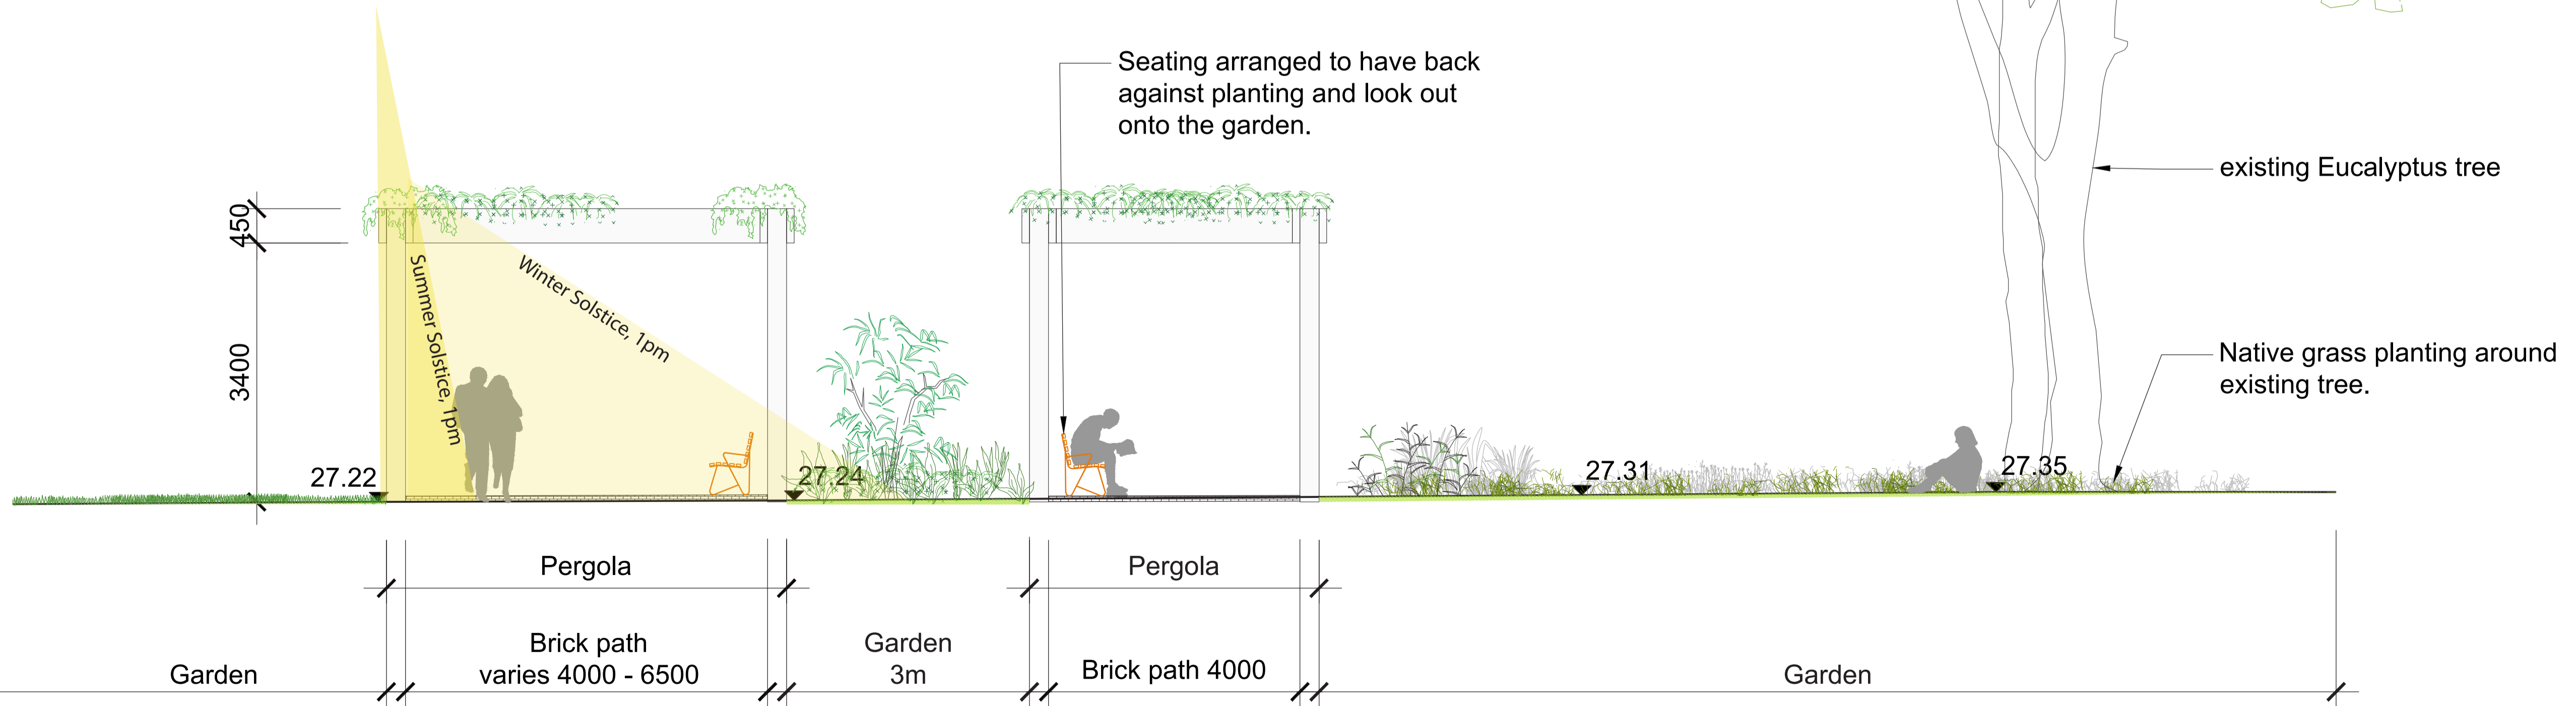 Seating arranged to have back
against planting and look out
onto the garden.
existing Eucalyptus tree
450
Summer Solstice, 1pm
Winter Solstice, 1pm
3400
Native grass planting around
existing tree.
27.22
27.24
27.31
27.35
Pergola
Pergola
Garden
Brick path
varies 4000 - 6500
Garden
3m
Brick path 4000
Garden